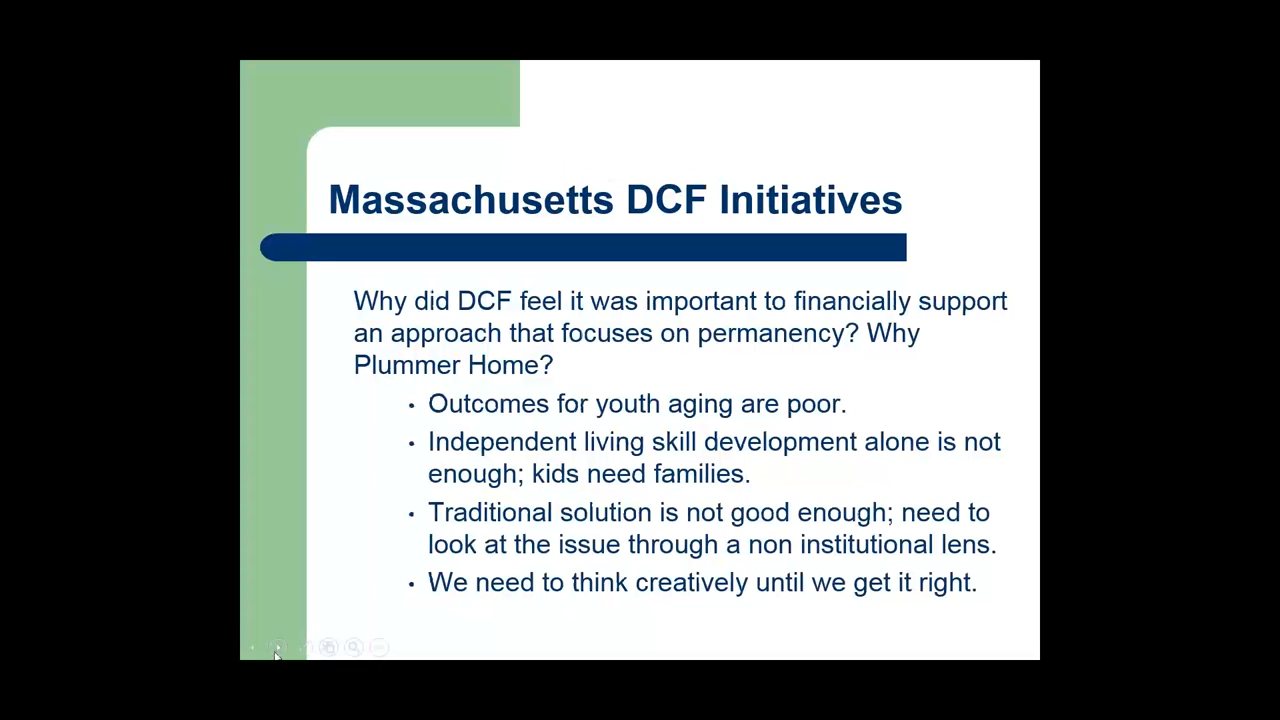 Massachusetts DCF Initiatives
Why did DCF feel it was important to financially support
an approach that focuses on permanency? Why
Plummer Home?
• Outcomes for youth aging are poor.
• Independent living skill development alone is not
enough; kids need families.
• Traditional solution is not good enough; need to
look at the issue through a non institutional lens.
• We need to think creatively until we get it right.